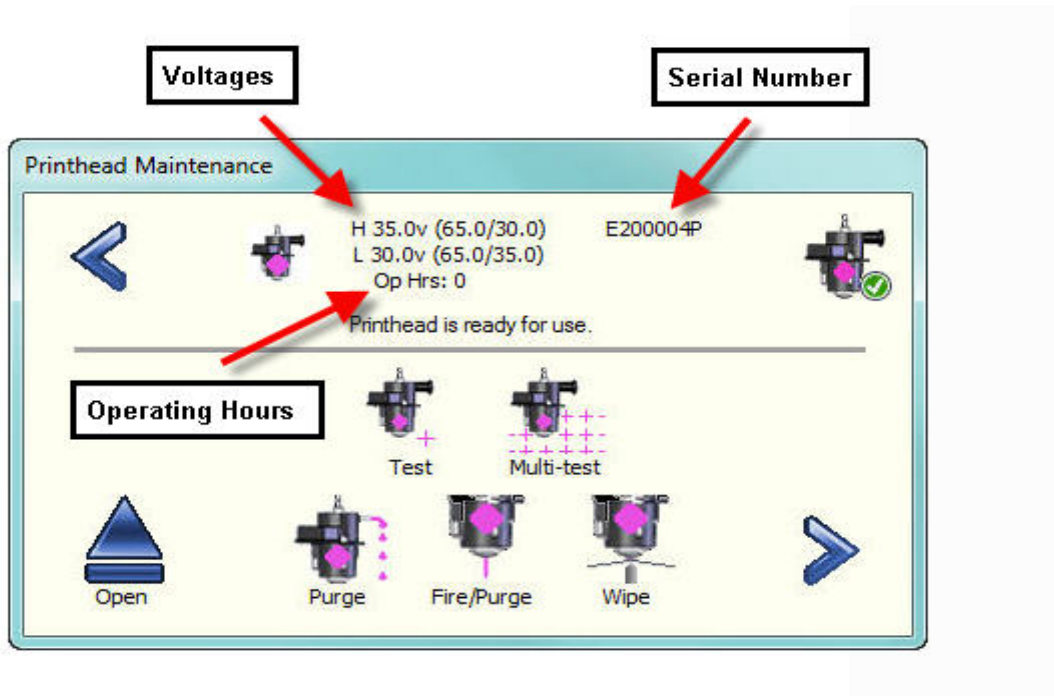 Voltages
Serial Number
Printhead Maintenance
H 35.0v (65.0/30.0)
E200004P
L 30.0v (65.0/35.0)
Op Hrs: 0
Printhead is ready for use.
Operating Hours
Test
Multi-test
Open
Purge
Fire/Purge
Wipe